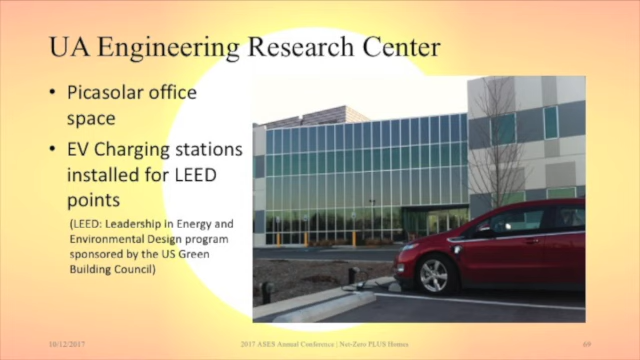 UA Engineering Research Center
• Picasolar office
space
• EV Charging stations
installed for LEED
points
(LEED: Leadership in Energy and
Environmental Design program
sponsored by the US Green
Building Council)
10/12/2017
2017 ASES Annual Conference | Net-Zero PLUS Homes
69